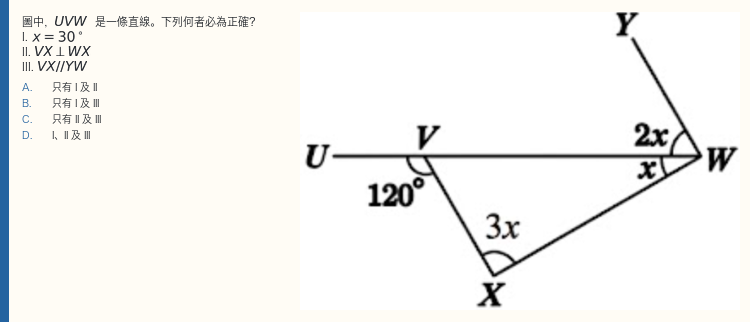 圖中，UVW 是一條直線。下列何者必為正確?
I. x = 30°
II. VX ⊥ WX
III. VX//YW
A. 只有 I 及 II
B. 只有 I 及 III
C. 只有 II 及 III
D. I、II 及 III
Y
2x
U V W
x
120°
3x
X